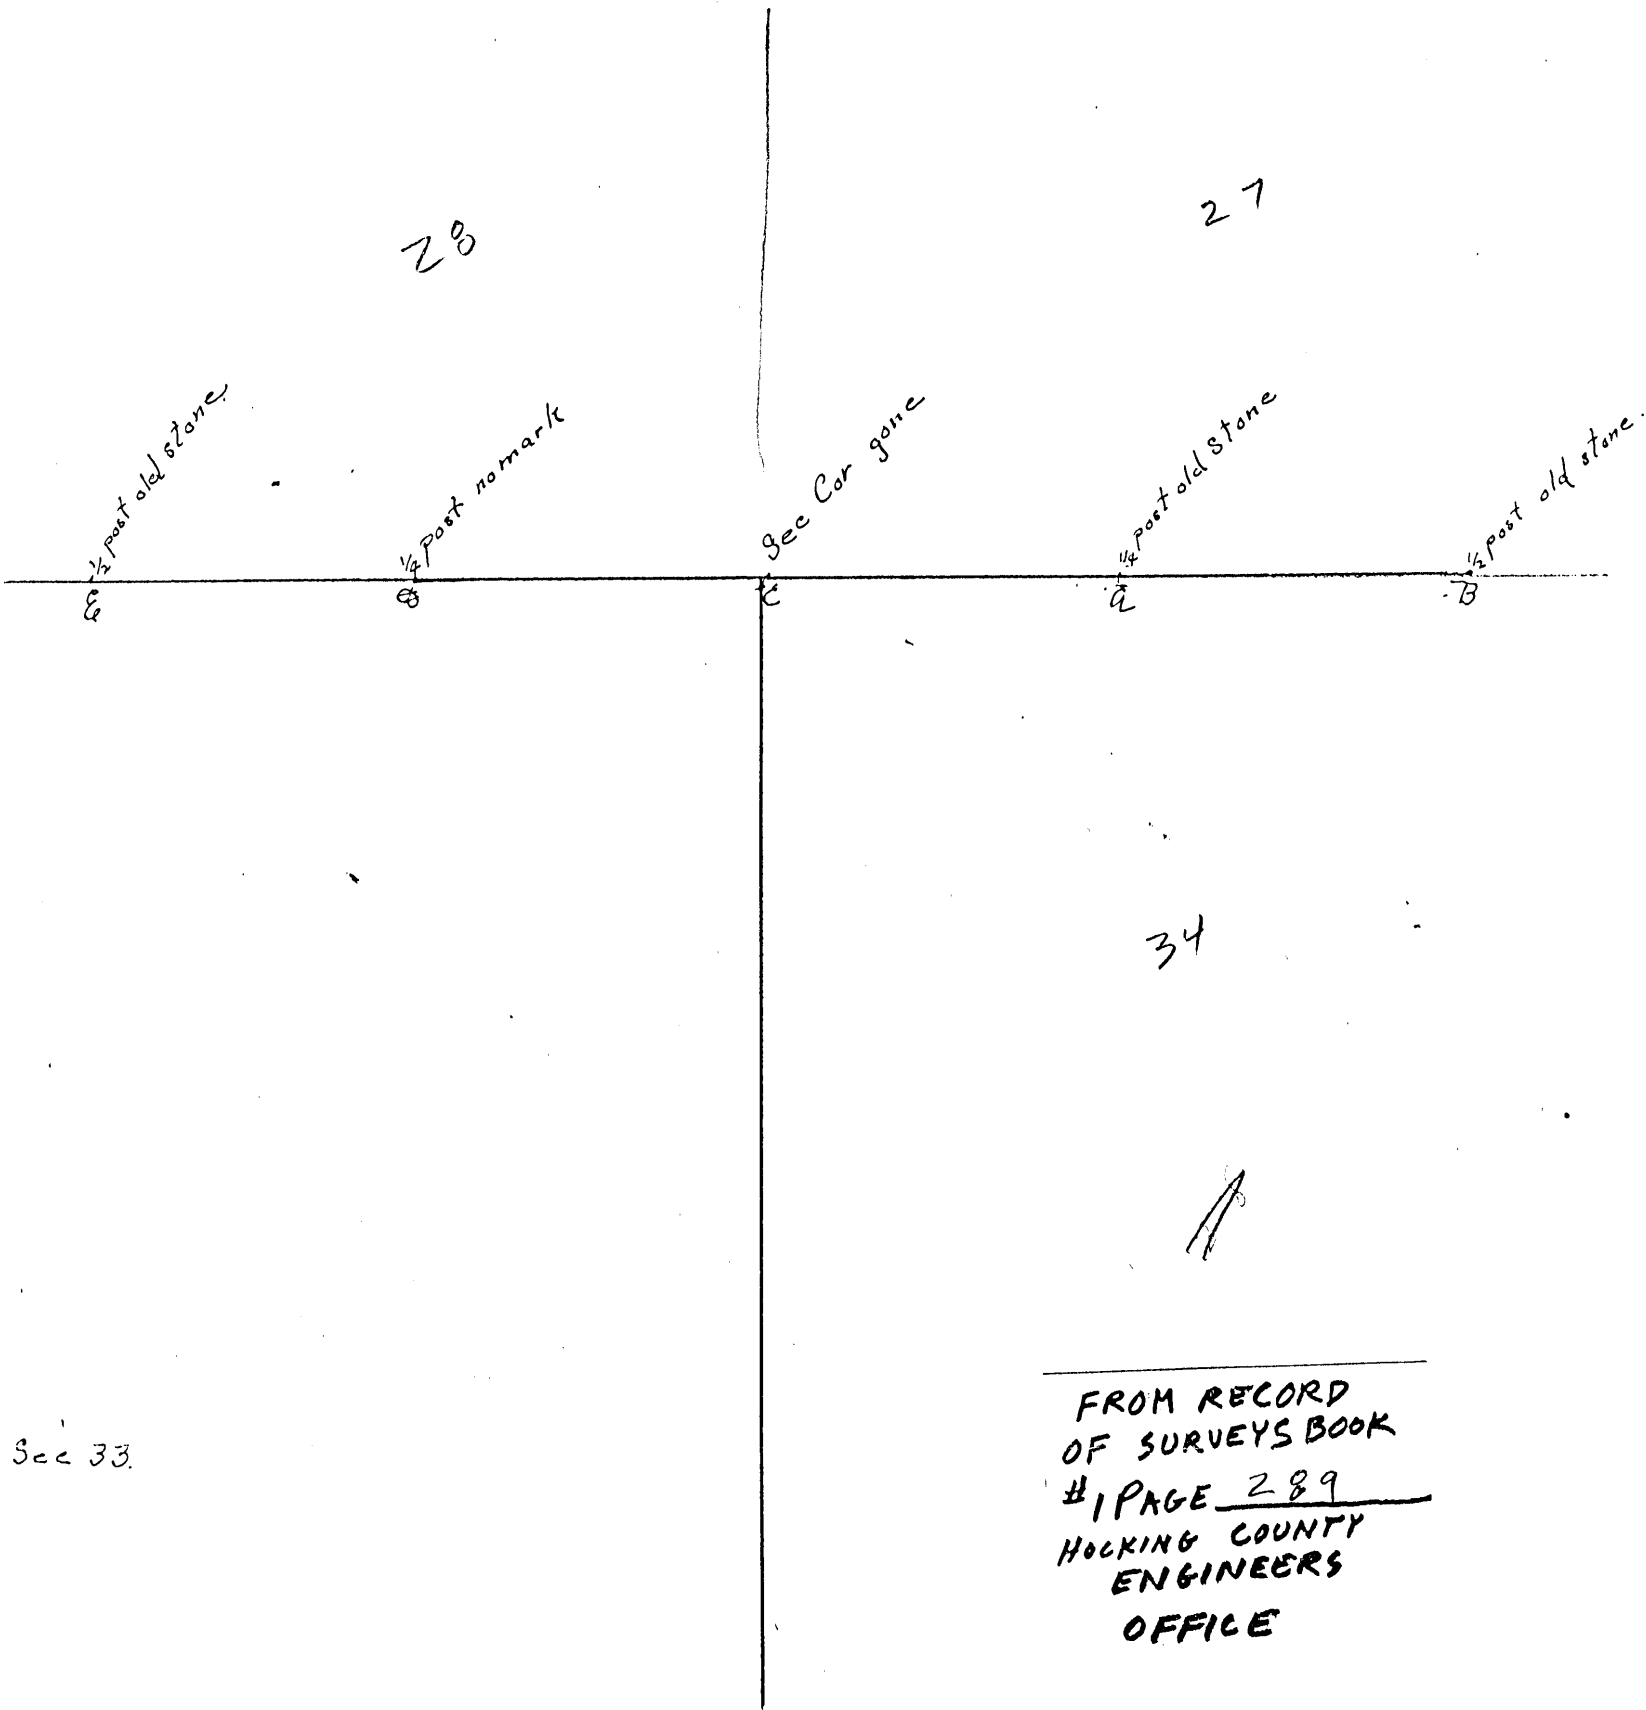 28
27
1/2 post old stone.
1/4 post no mark
Sec Cor gone
1/4 post old stone
1/2 post old stone.
E
D
C
A
B
34
Sec 33.
FROM RECORD
OF SURVEYS BOOK
#1 PAGE 289
HOCKING COUNTY
ENGINEERS
OFFICE